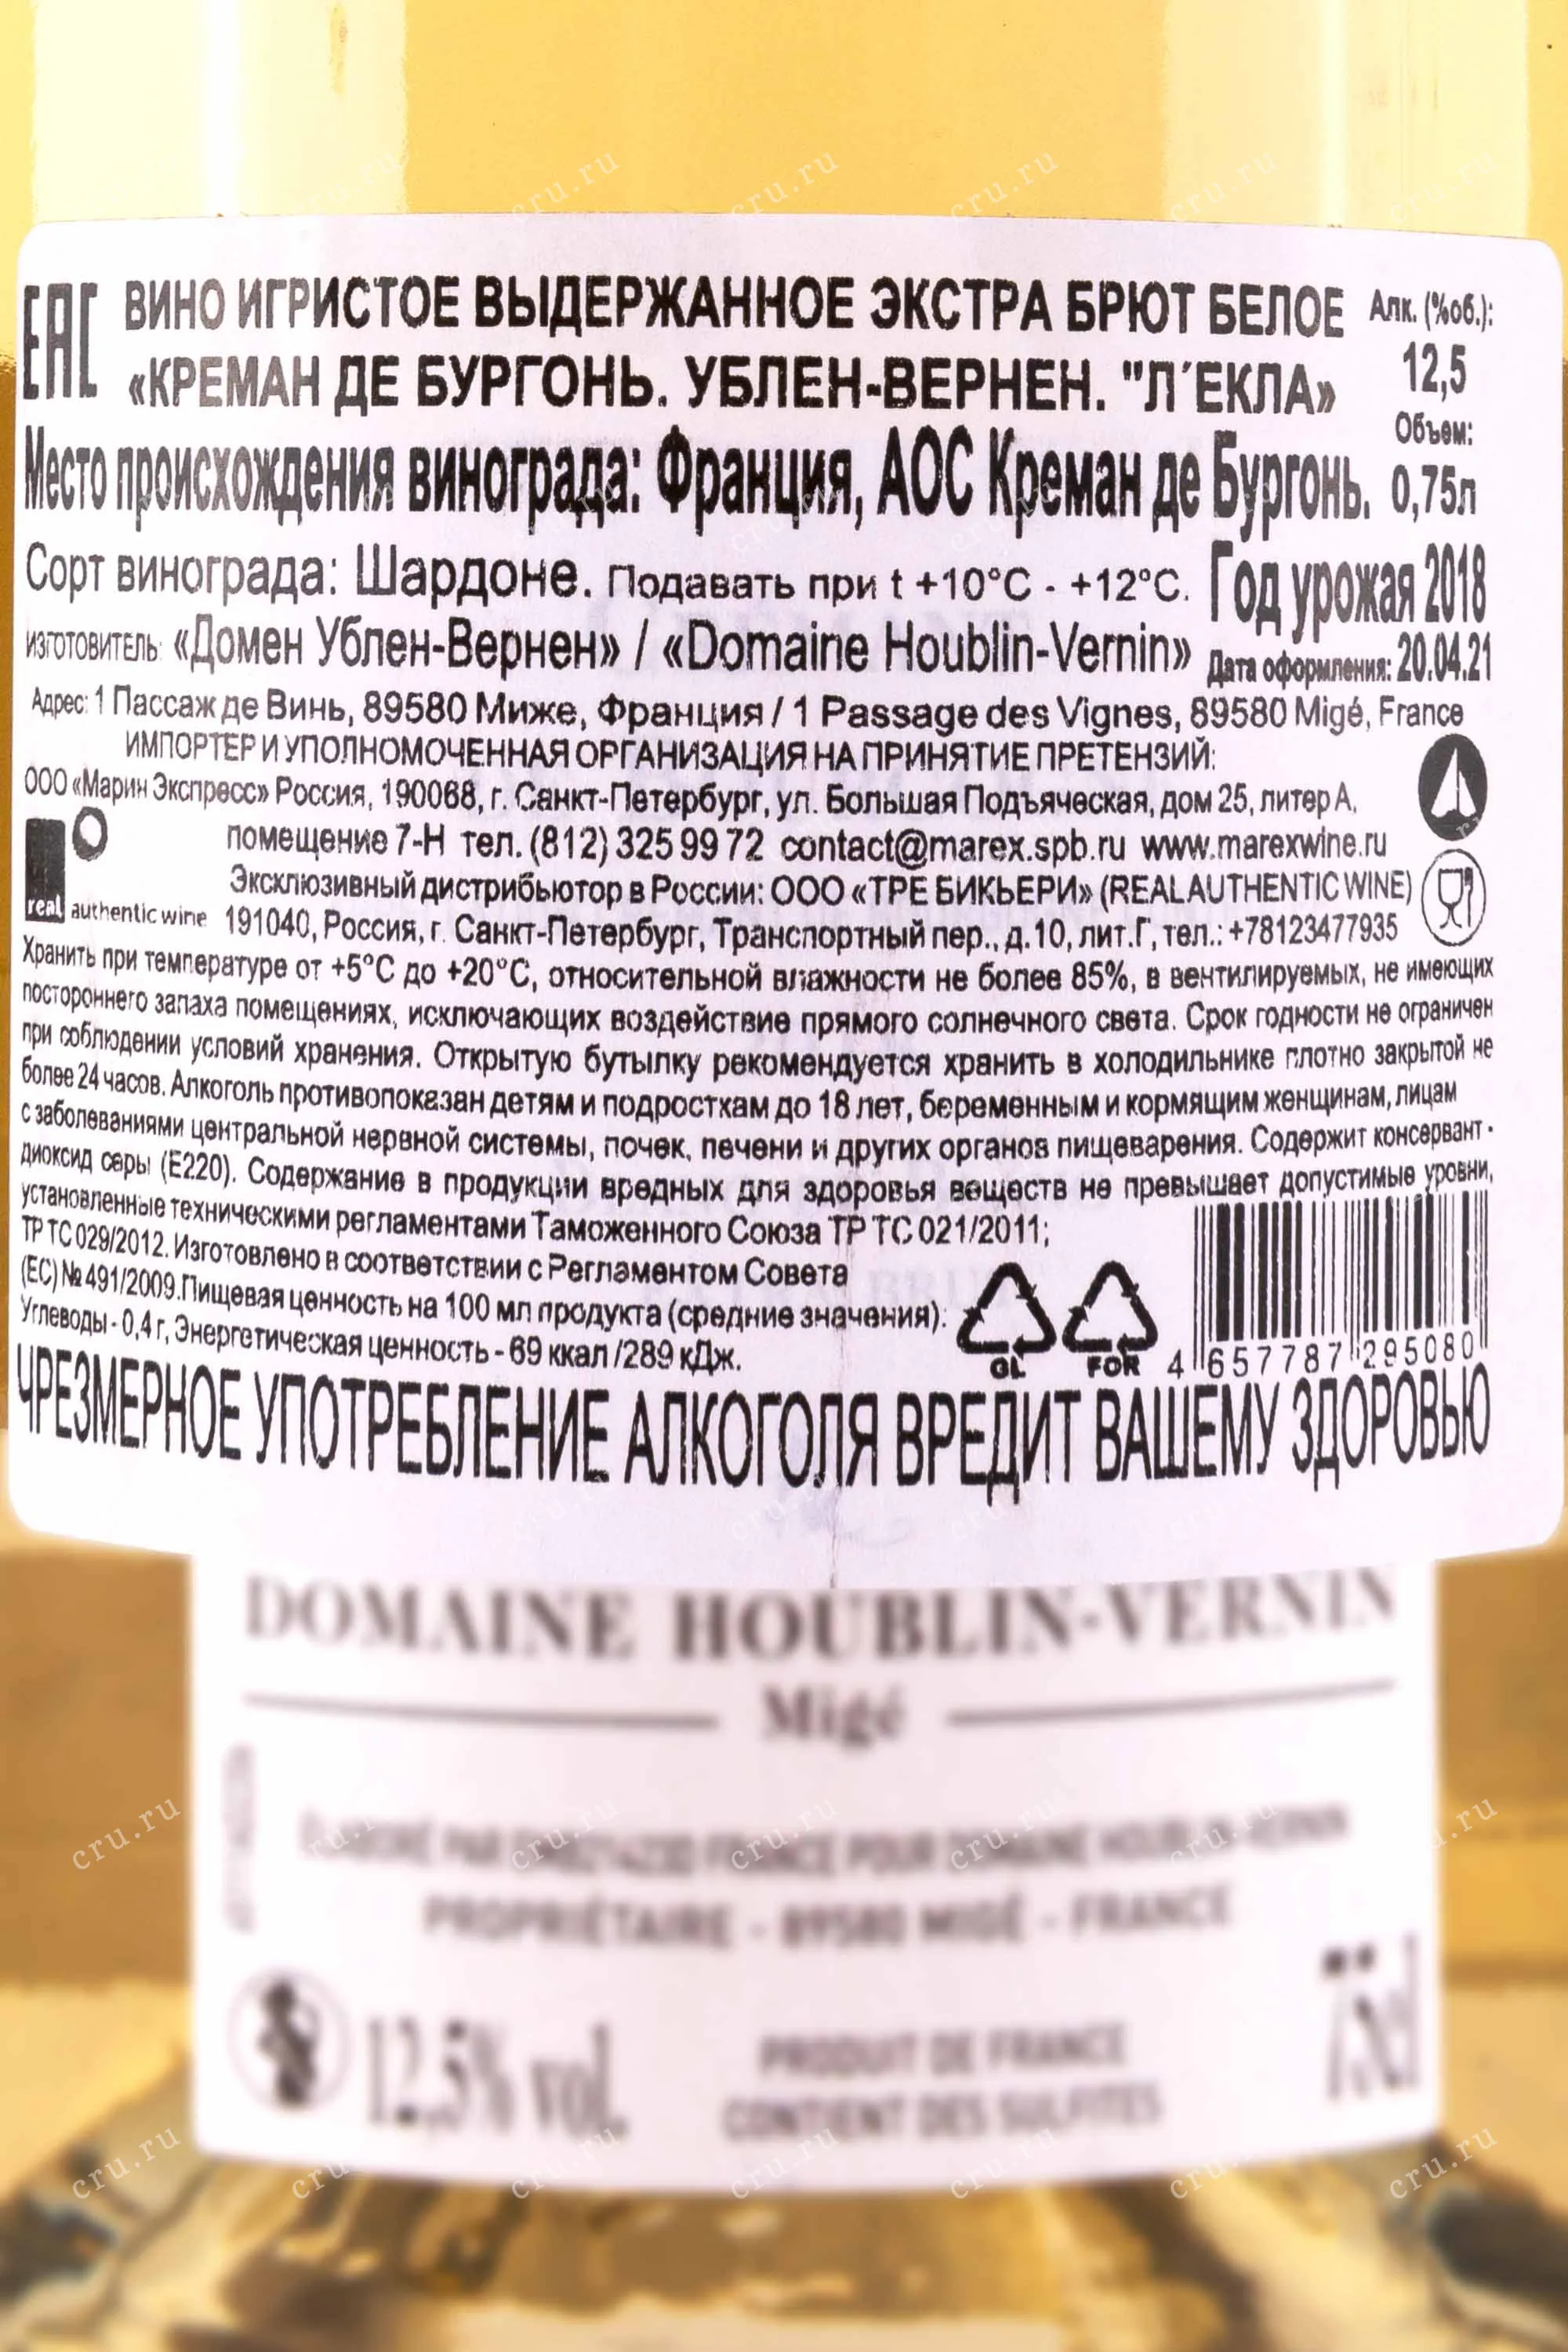 ЕАС ВИНО ИГРИСТОЕ ВЫДЕРЖАННОЕ ЭКСТРА БРЮТ БЕЛОЕ
«КРЕМАН ДЕ БУРГОНЬ. УБЛЕН-ВЕРНЕН. "Л´ЕКЛА»
Алк. (%об.):
12,5
Объем:
0,75л
Место происхождения винограда: Франция, АОС Креман де Бургонь.
Сорт винограда: Шардоне. Подавать при t +10°C - +12°C. Год урожая 2018
ИЗГОТОВИТЕЛЬ: «Домен Ублен-Вернен» / «Domaine Houblin-Vernin» Дата оформления: 20.04.21
Адрес: 1 Пассаж де Винь, 89580 Миже, Франция / 1 Passage des Vignes, 89580 Migé, France
ИМПОРТЕР И УПОЛНОМОЧЕННАЯ ОРГАНИЗАЦИЯ НА ПРИНЯТИЕ ПРЕТЕНЗИЙ:
ООО «Марин Экспресс» Россия, 190068, г. Санкт-Петербург, ул. Большая Подъяческая, дом 25, литер А,
помещение 7-Н тел. (812) 325 99 72 contact@marex.spb.ru www.marexwine.ru
Эксклюзивный дистрибьютор в России: ООО «ТРЕ БИКЬЕРИ» (REAL AUTHENTIC WINE)
real authentic wine 191040, Россия, г. Санкт-Петербург, Транспортный пер., д.10, лит.Г, тел.: +78123477935
Хранить при температуре от +5°C до +20°C, относительной влажности не более 85%, в вентилируемых, не имеющих
постороннего запаха помещениях, исключающих воздействие прямого солнечного света. Срок годности не ограничен
при соблюдении условий хранения. Открытую бутылку рекомендуется хранить в холодильнике плотно закрытой не
более 24 часов. Алкоголь противопоказан детям и подросткам до 18 лет, беременным и кормящим женщинам, лицам
с заболеваниями центральной нервной системы, почек, печени и других органов пищеварения. Содержит консервант -
диоксид серы (Е220). Содержание в продукции вредных для здоровья веществ не превышает допустимые уровни,
установленные техническими регламентами Таможенного Союза ТР ТС 021/2011;
ТР ТС 029/2012. Изготовлено в соответствии с Регламентом Совета
(ЕС) № 491/2009.Пищевая ценность на 100 мл продукта (средние значения):
Углеводы - 0,4 г, Энергетическая ценность - 69 ккал /289 кДж.
GL FOR 4 657787 295080
ЧРЕЗМЕРНОЕ УПОТРЕБЛЕНИЕ АЛКОГОЛЯ ВРЕДИТ ВАШЕМУ ЗДОРОВЬЮ
DOMAINE HOUBLIN-VERNIN
Migé
ÉLABORÉ PAR FRANCE POUR DOMAINE HOUBLIN-VERNIN
PROPRIÉTAIRE - 89580 MIGÉ - FRANCE
12,5% vol.
PRODUIT DE FRANCE
CONTIENT DES SULFITES
75cl